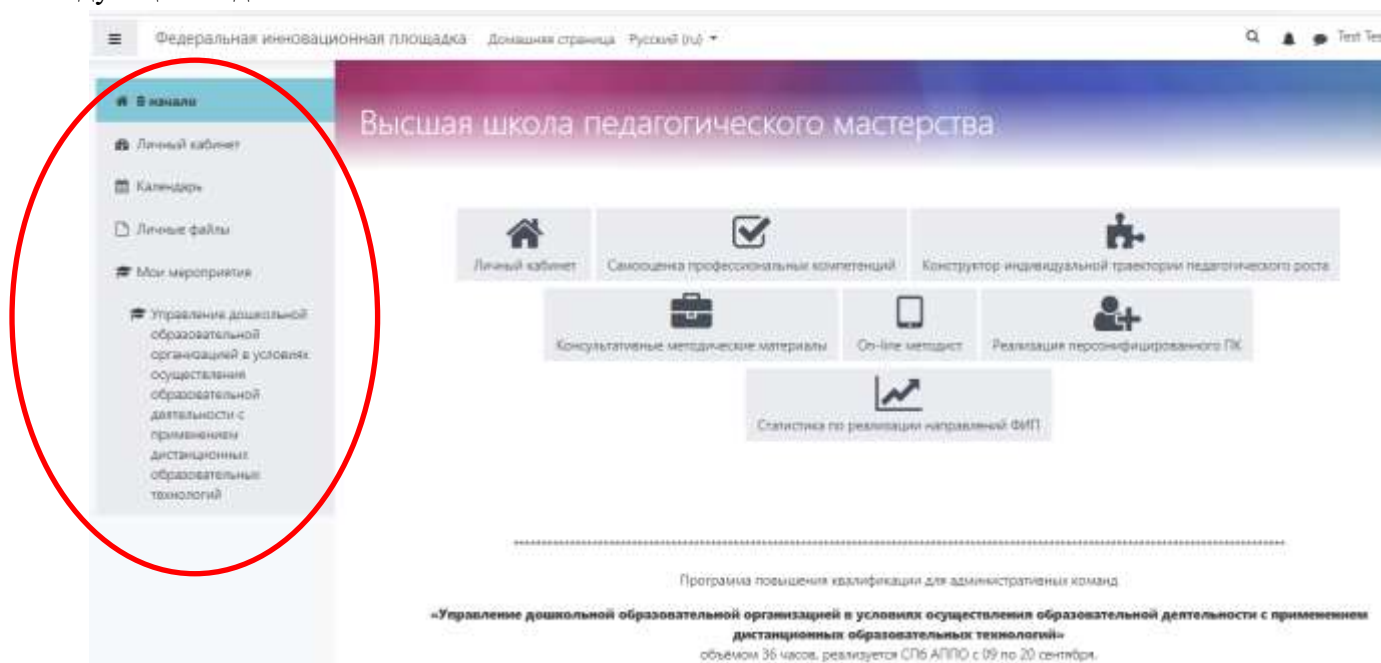 Федеральная инновационная площадка Домашняя страница Русский (ru)
Test Tes
В начало
Личный кабинет
Календарь
Личные файлы
Мои мероприятия
Управление дошкольной
образовательной
организацией в условиях
осуществления
образовательной
деятельности с
применением
дистанционных
образовательных
технологий
Высшая школа педагогического мастерства
Личный кабинет
Самооценка профессиональных компетенций
Конструктор индивидуальной траектории педагогического роста
Консультативные методические материалы
On-line методист
Реализация персонифицированного ПК
Статистика по реализации направлений ФИП
Программа повышения квалификации для административных команд
«Управление дошкольной образовательной организацией в условиях осуществления образовательной деятельности с применением
дистанционных образовательных технологий»
объемом 36 часов, реализуется СПб АППО с 09 по 20 сентября.